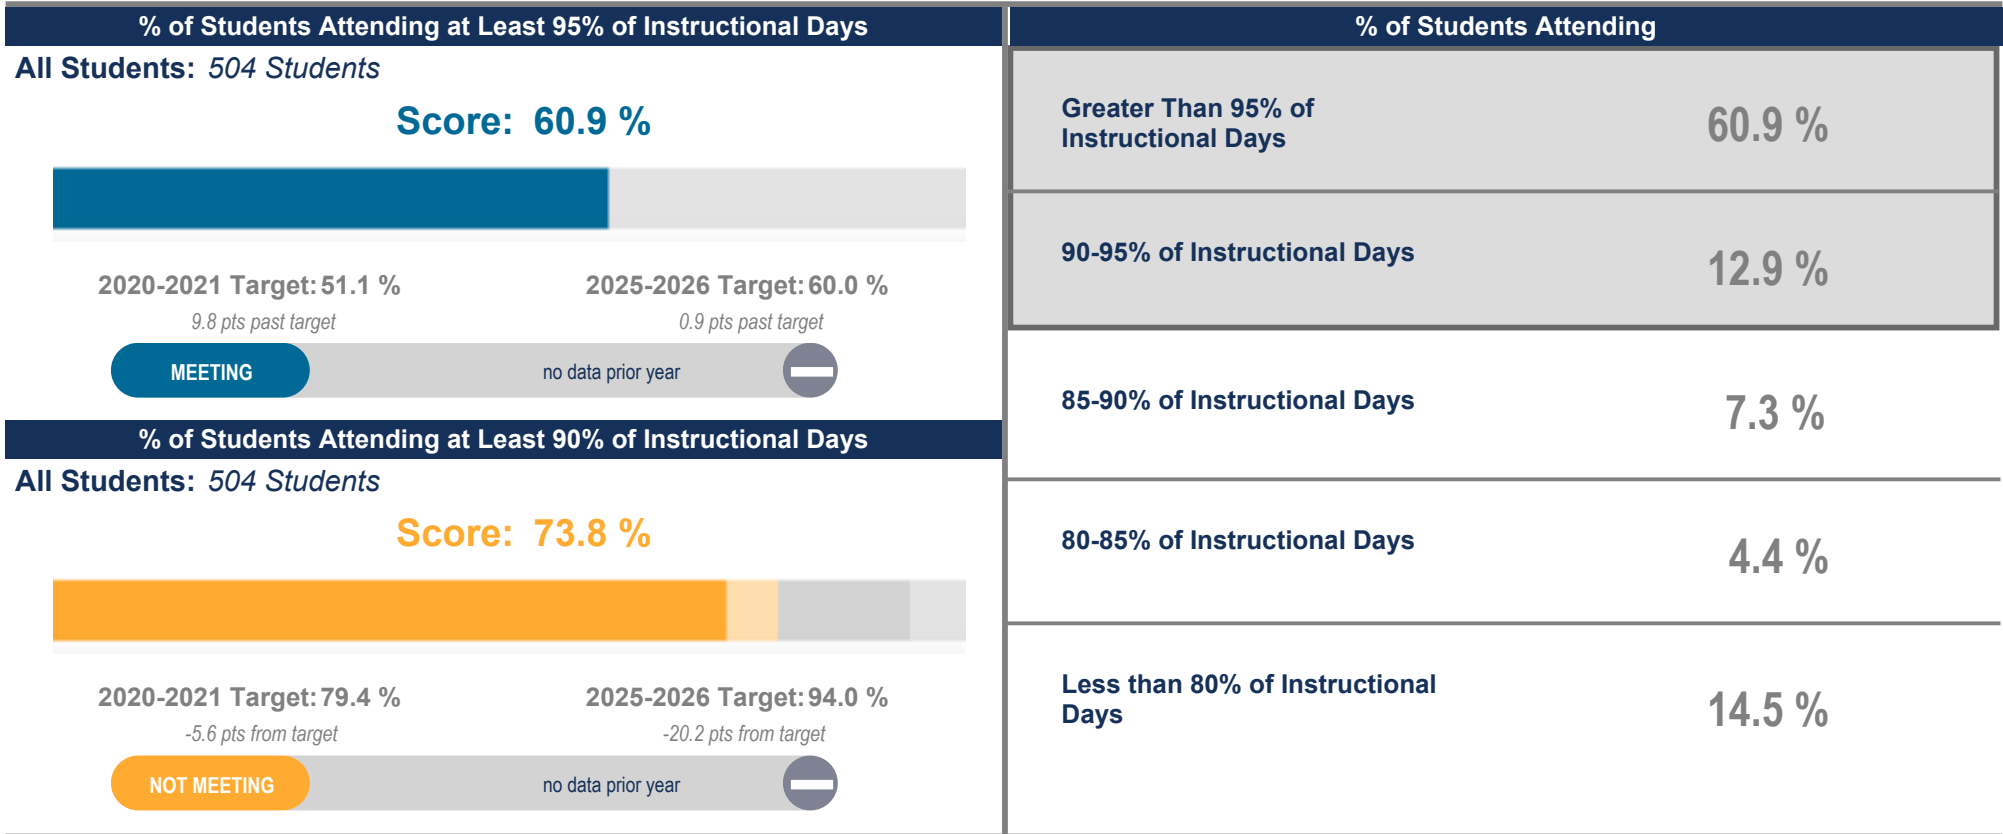 % of Students Attending at Least 95% of Instructional Days
All Students: 504 Students
Score: 60.9 %
2020-2021 Target: 51.1 %
9.8 pts past target
2025-2026 Target: 60.0 %
0.9 pts past target
MEETING
no data prior year
% of Students Attending at Least 90% of Instructional Days
All Students: 504 Students
Score: 73.8 %
2020-2021 Target: 79.4 %
-5.6 pts from target
2025-2026 Target: 94.0 %
-20.2 pts from target
NOT MEETING
no data prior year
% of Students Attending
Greater Than 95% of
Instructional Days
60.9 %
90-95% of Instructional Days
12.9 %
85-90% of Instructional Days
7.3 %
80-85% of Instructional Days
4.4 %
Less than 80% of Instructional
Days
14.5 %